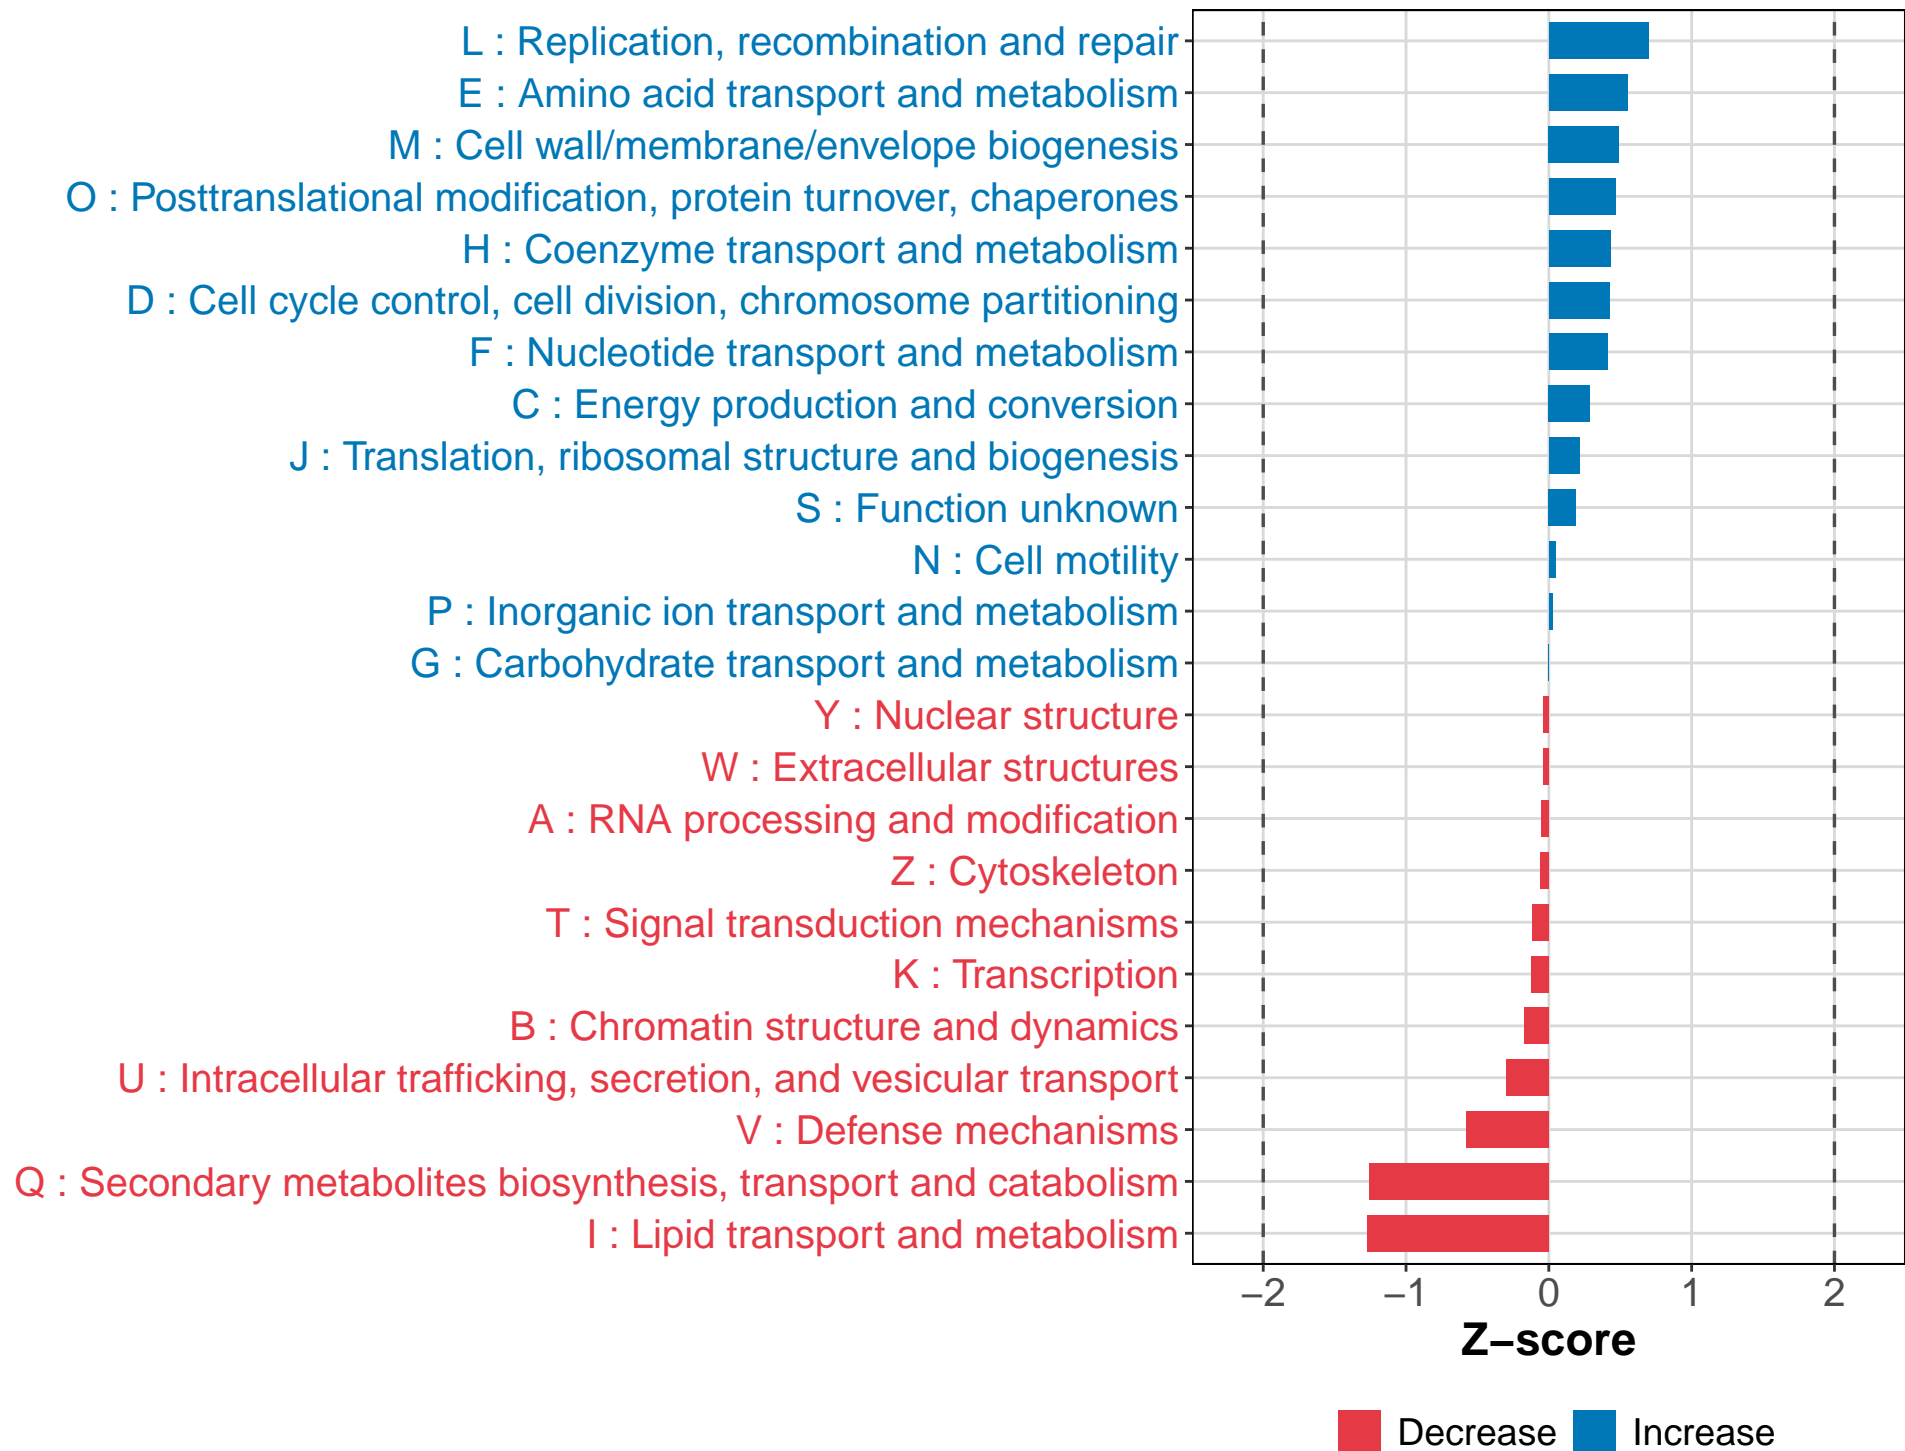 L : Replication, recombination and repair
E : Amino acid transport and metabolism
M : Cell wall/membrane/envelope biogenesis
O : Posttranslational modification, protein turnover, chaperones
H : Coenzyme transport and metabolism
D : Cell cycle control, cell division, chromosome partitioning
F : Nucleotide transport and metabolism
C : Energy production and conversion
J : Translation, ribosomal structure and biogenesis
S : Function unknown
N : Cell motility
P : Inorganic ion transport and metabolism
G : Carbohydrate transport and metabolism
Y : Nuclear structure
W : Extracellular structures
A : RNA processing and modification
Z : Cytoskeleton
T : Signal transduction mechanisms
K : Transcription
B : Chromatin structure and dynamics
U : Intracellular trafficking, secretion, and vesicular transport
V : Defense mechanisms
Q : Secondary metabolites biosynthesis, transport and catabolism
I : Lipid transport and metabolism
−2 −1 0 1 2
Z−score
Decrease Increase